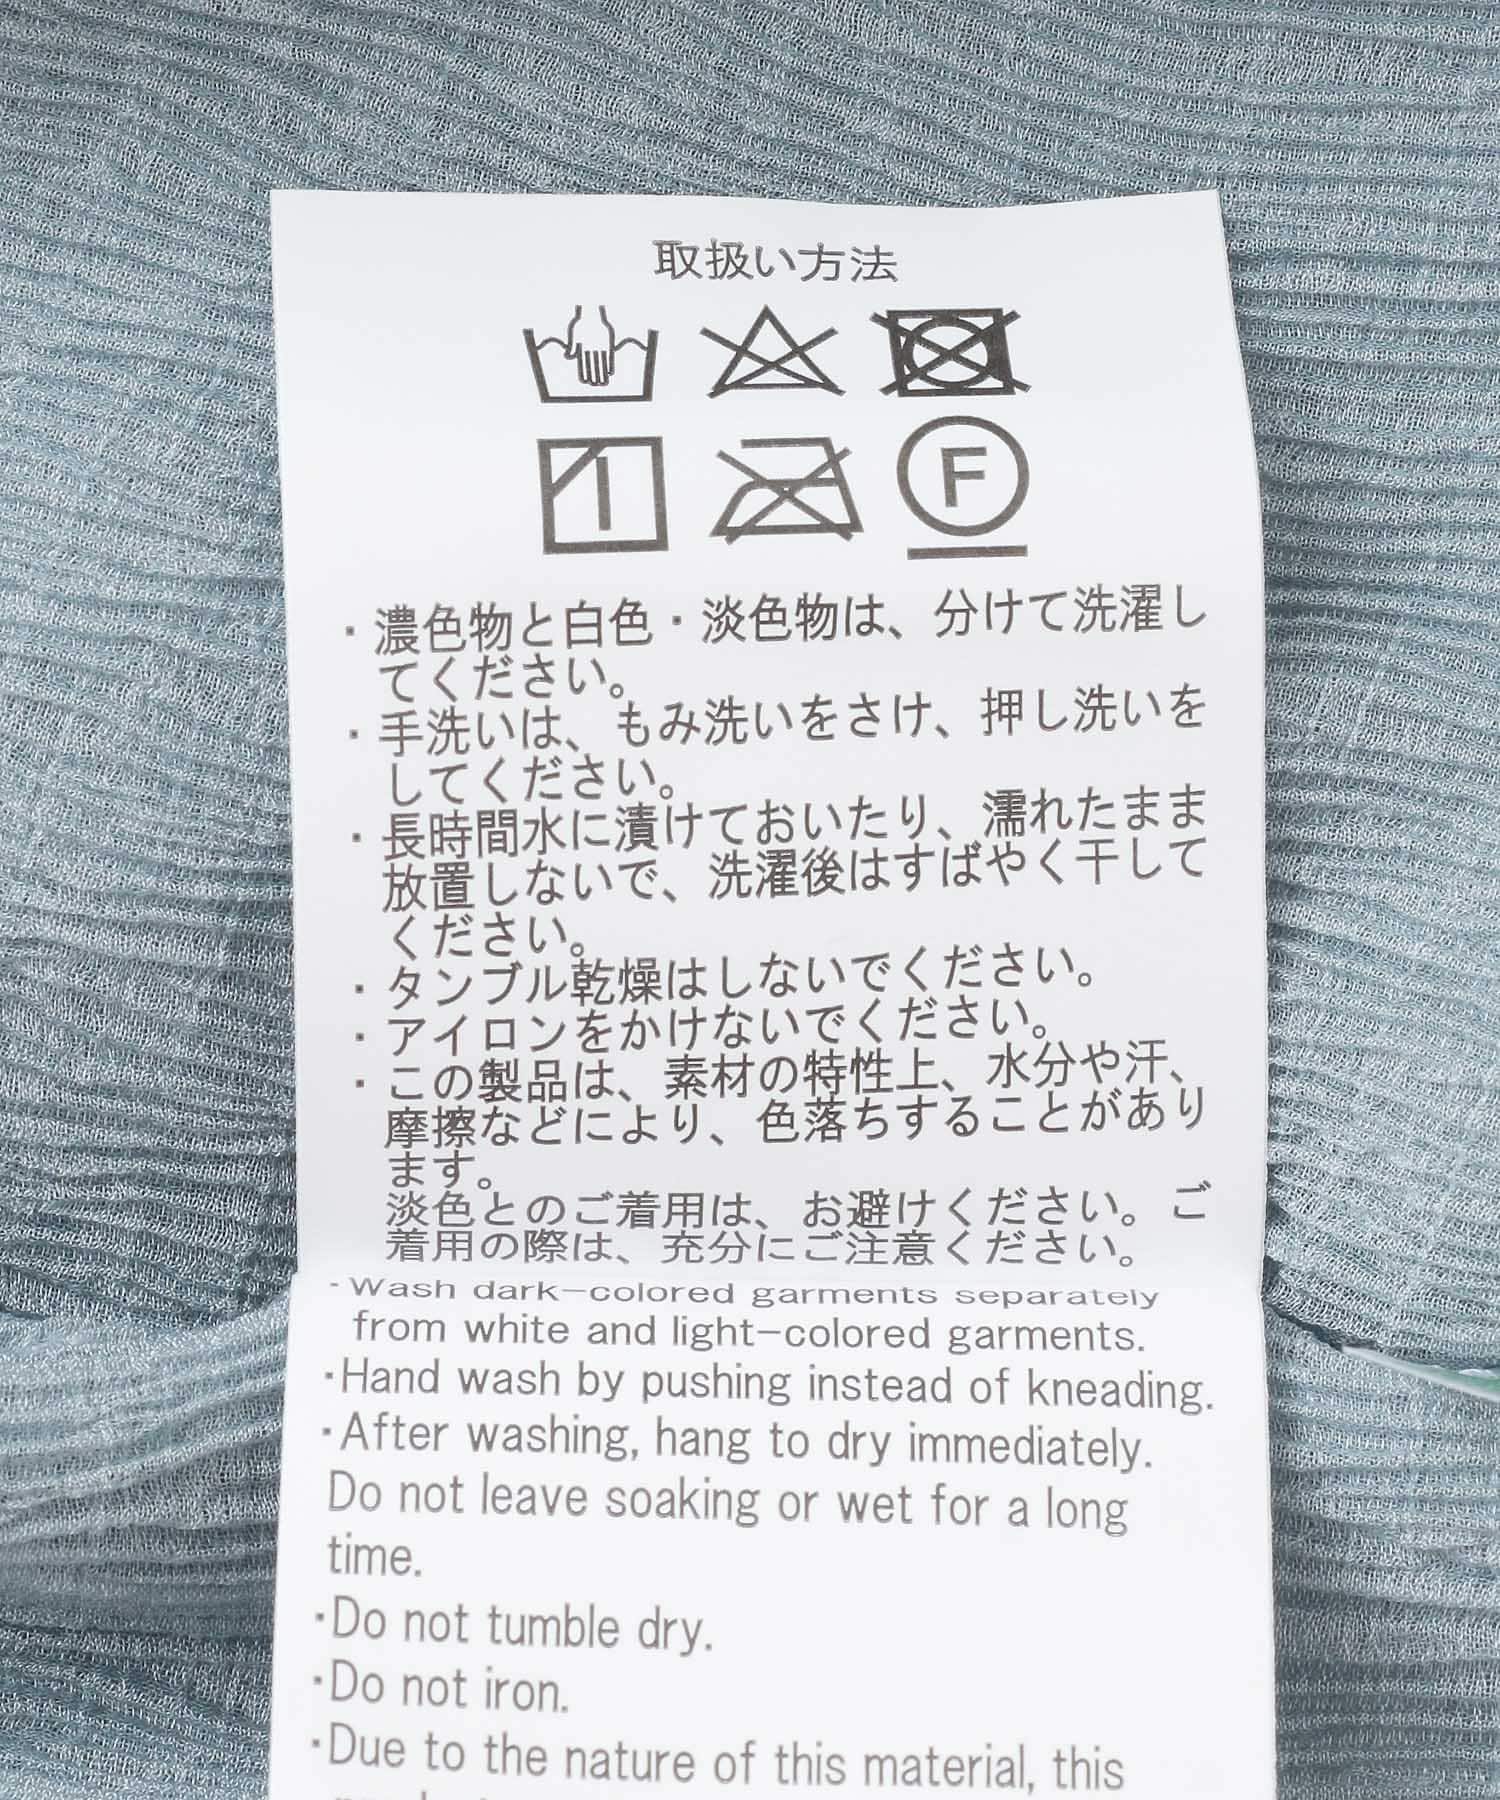 取扱い方法
F
・濃色物と白色・淡色物は、分けて洗濯し
てください。
・手洗いは、もみ洗いをさけ、押し洗いを
してください。
・長時間水に漬けておいたり、濡れたまま
放置しないで、洗濯後はすばやく干して
ください。
・タンブル乾燥はしないでください。
・アイロンをかけないでください。
・この製品は、素材の特性上、水分や汗、
摩擦などにより、色落ちすることがあり
ます。
淡色とのご着用は、お避けください。ご
着用の際は、充分にご注意ください。
・Wash dark-colored garments separately
from white and light-colored garments.
・Hand wash by pushing instead of kneading.
・After washing, hang to dry immediately.
Do not leave soaking or wet for a long
time.
・Do not tumble dry.
・Do not iron.
・Due to the nature of this material, this